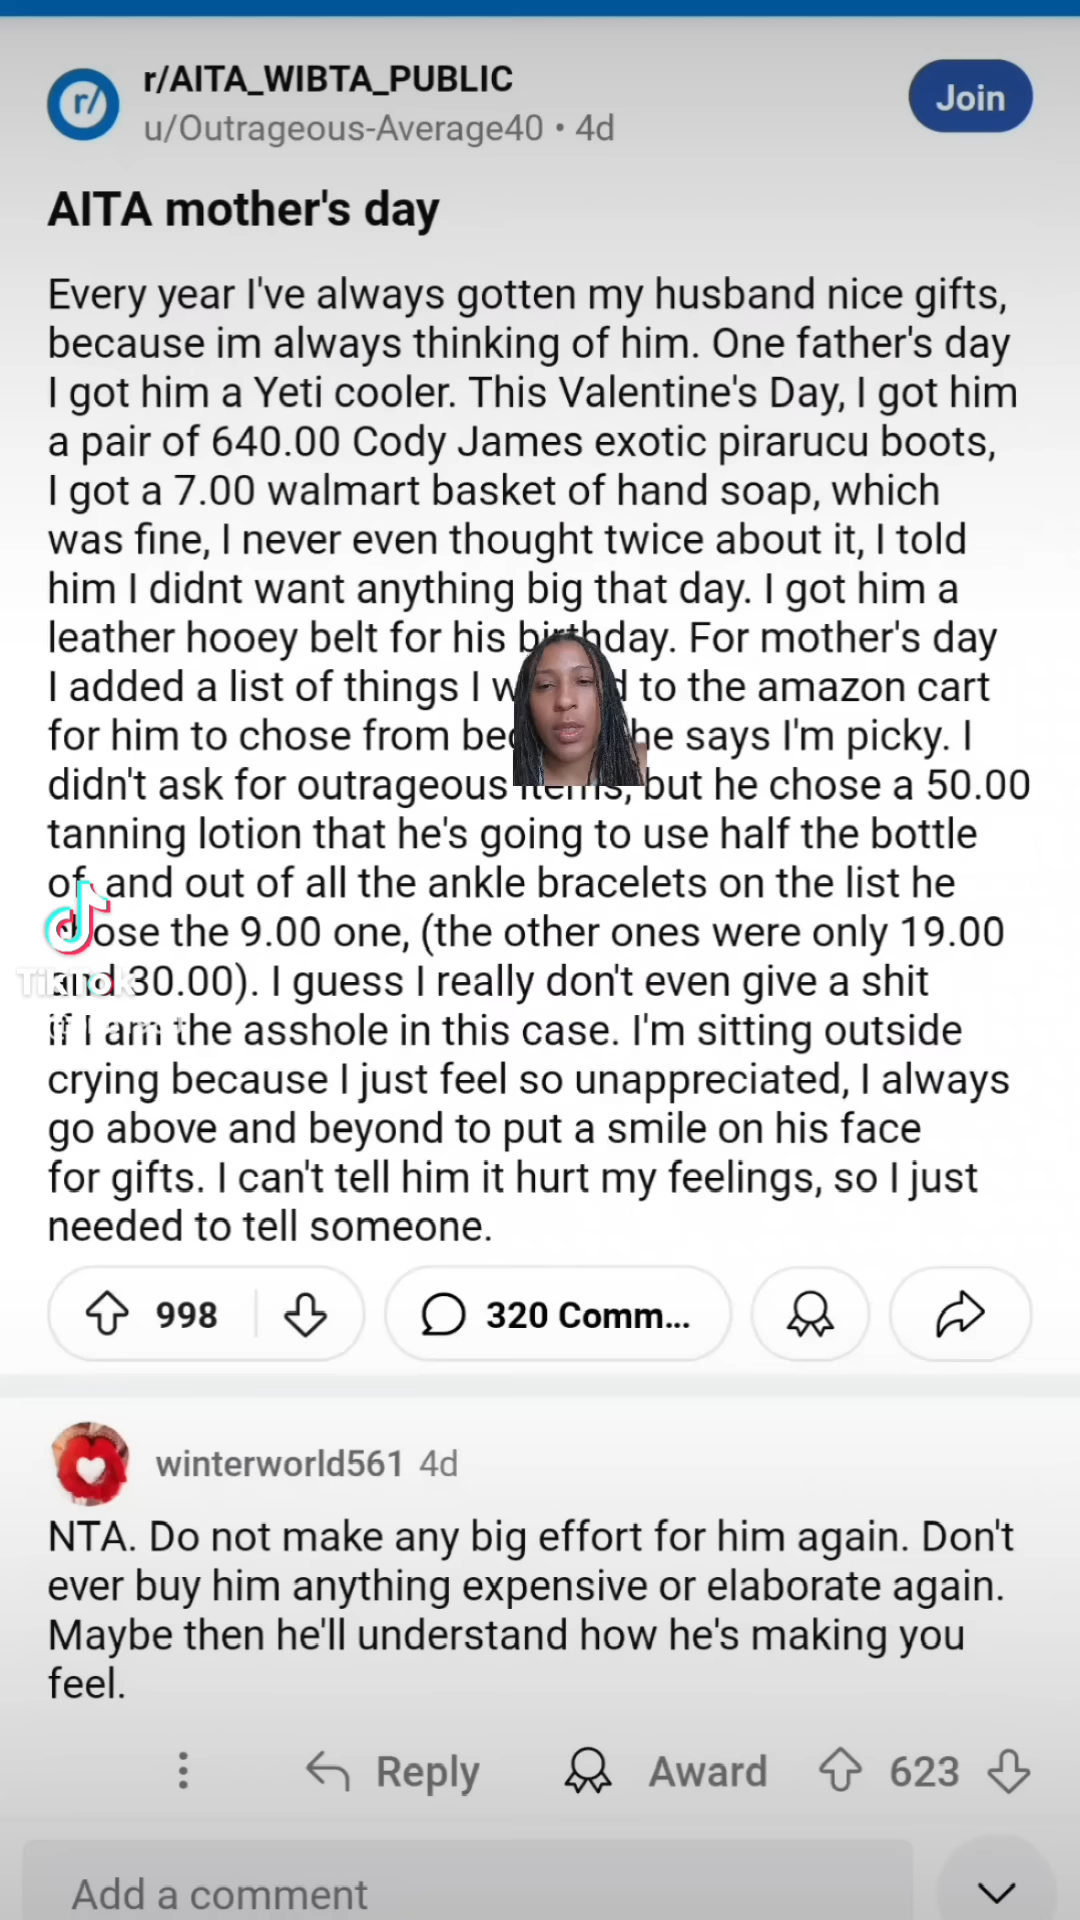 r/AITA_WIBTA_PUBLIC
u/Outrageous-Average40 • 4d
Join
AITA mother's day
Every year I've always gotten my husband nice gifts,
because im always thinking of him. One father's day
I got him a Yeti cooler. This Valentine's Day, I got him
a pair of 640.00 Cody James exotic pirarucu boots,
I got a 7.00 walmart basket of hand soap, which
was fine, I never even thought twice about it, I told
him I didnt want anything big that day. I got him a
leather hooey belt for his birthday. For mother's day
I added a list of things I to the amazon cart
for him to chose from he says I'm picky. I
didn't ask for outrageous items, but he chose a 50.00
tanning lotion that he's going to use half the bottle
of, and out of all the ankle bracelets on the list he
chose the 9.00 one, (the other ones were only 19.00
and 30.00). I guess I really don't even give a shit
if I am the asshole in this case. I'm sitting outside
crying because I just feel so unappreciated, I always
go above and beyond to put a smile on his face
for gifts. I can't tell him it hurt my feelings, so I just
needed to tell someone.
TikTok
998
320 Comm...
winterworld561 4d
NTA. Do not make any big effort for him again. Don't
ever buy him anything expensive or elaborate again.
Maybe then he'll understand how he's making you
feel.
Reply
Award
623
Add a comment